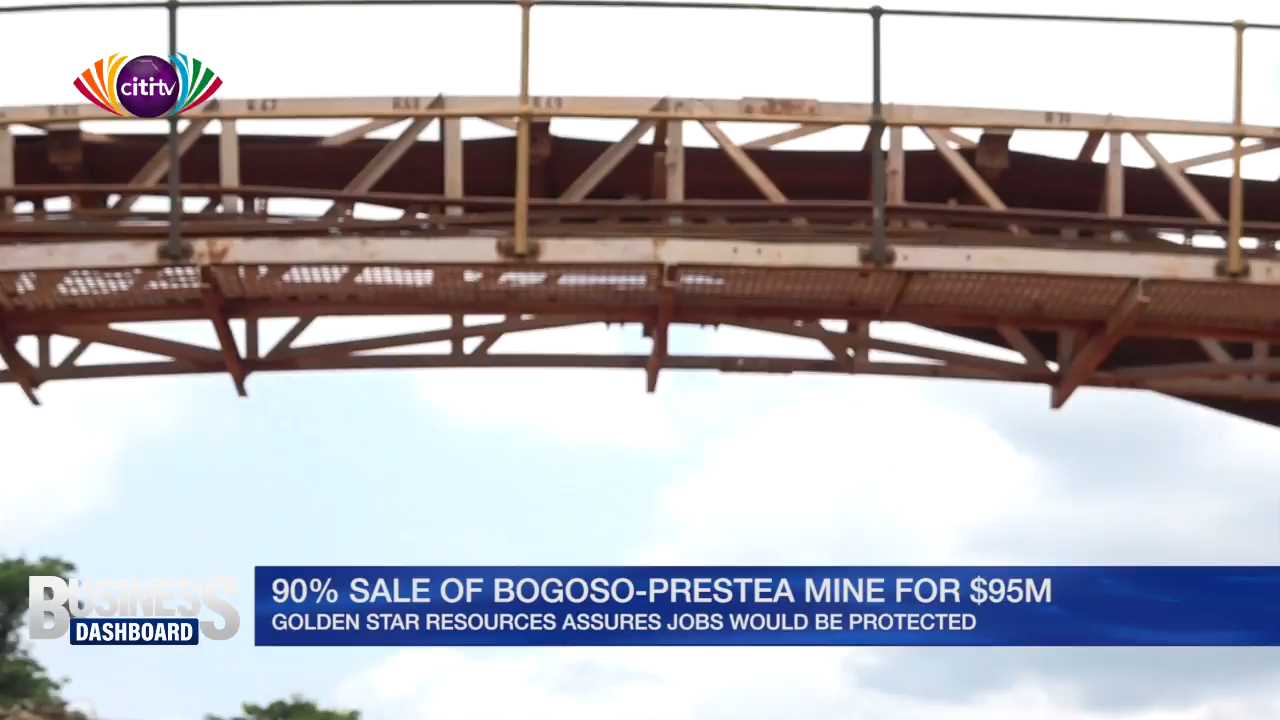 citi tv
90% SALE OF BOGOSO-PRESTEA MINE FOR $95M
GOLDEN STAR RESOURCES ASSURES JOBS WOULD BE PROTECTED
BUSINESS
DASHBOARD